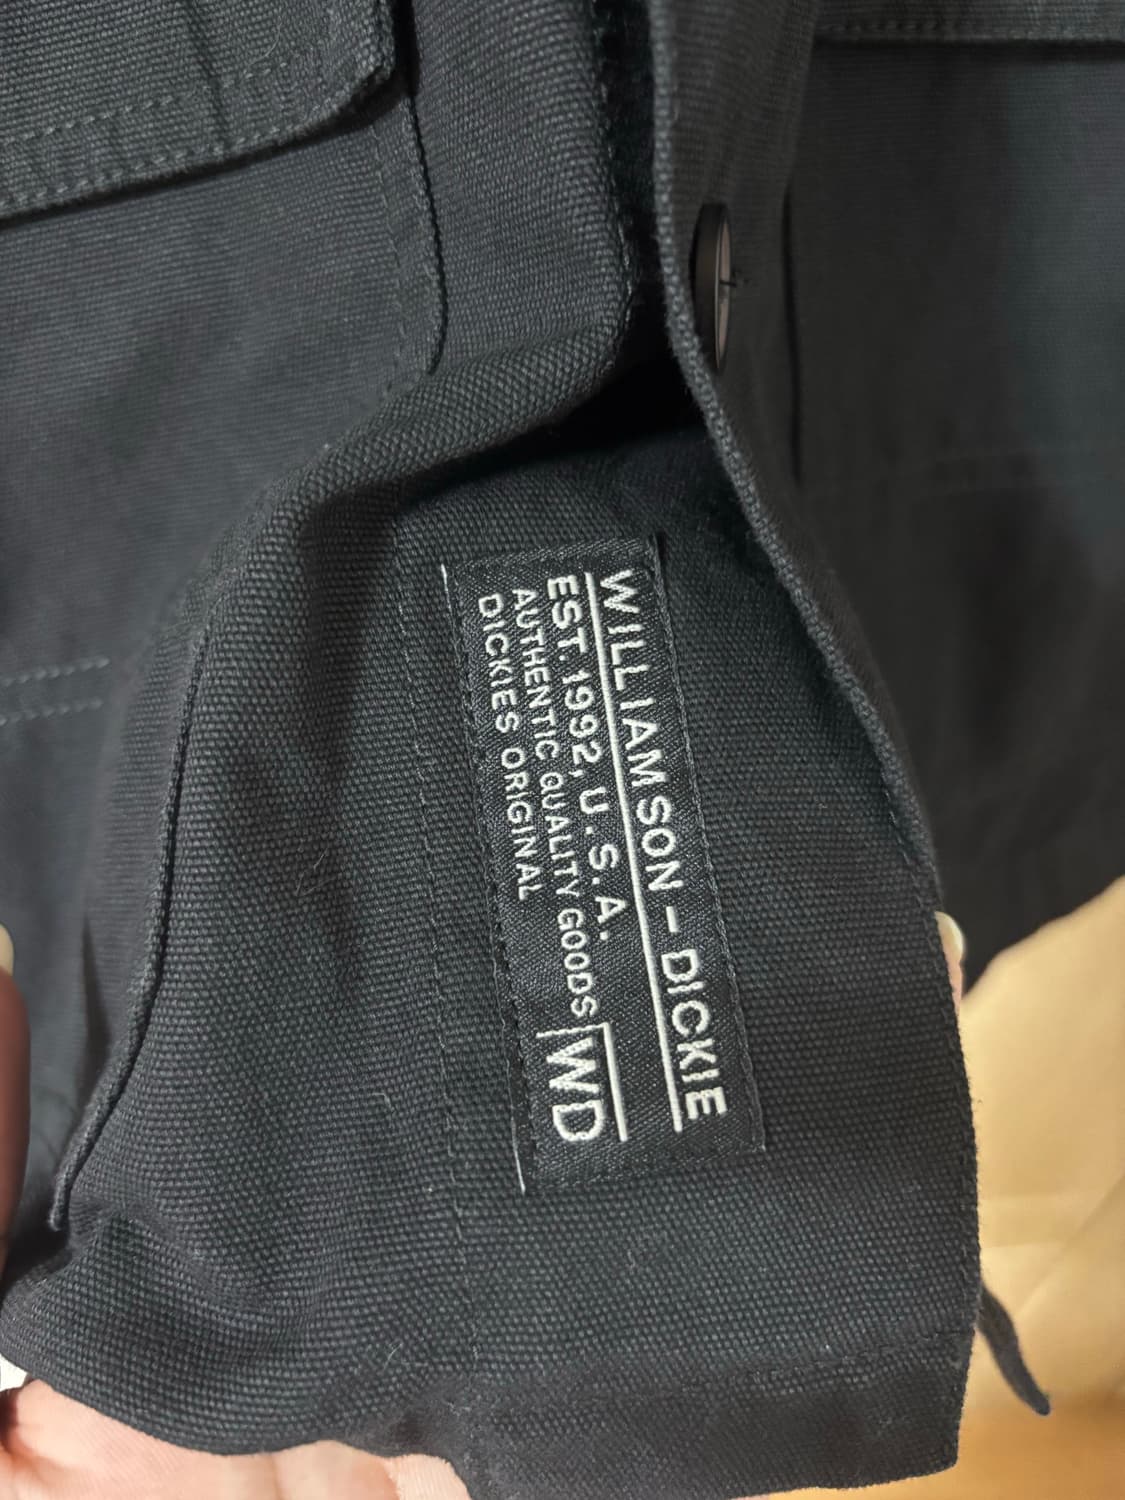 WILLIAMSON-DICKIE
EST.1992, U.S.A.
AUTHENTIC QUALITY GOODS
DICKIES ORIGINAL
WD